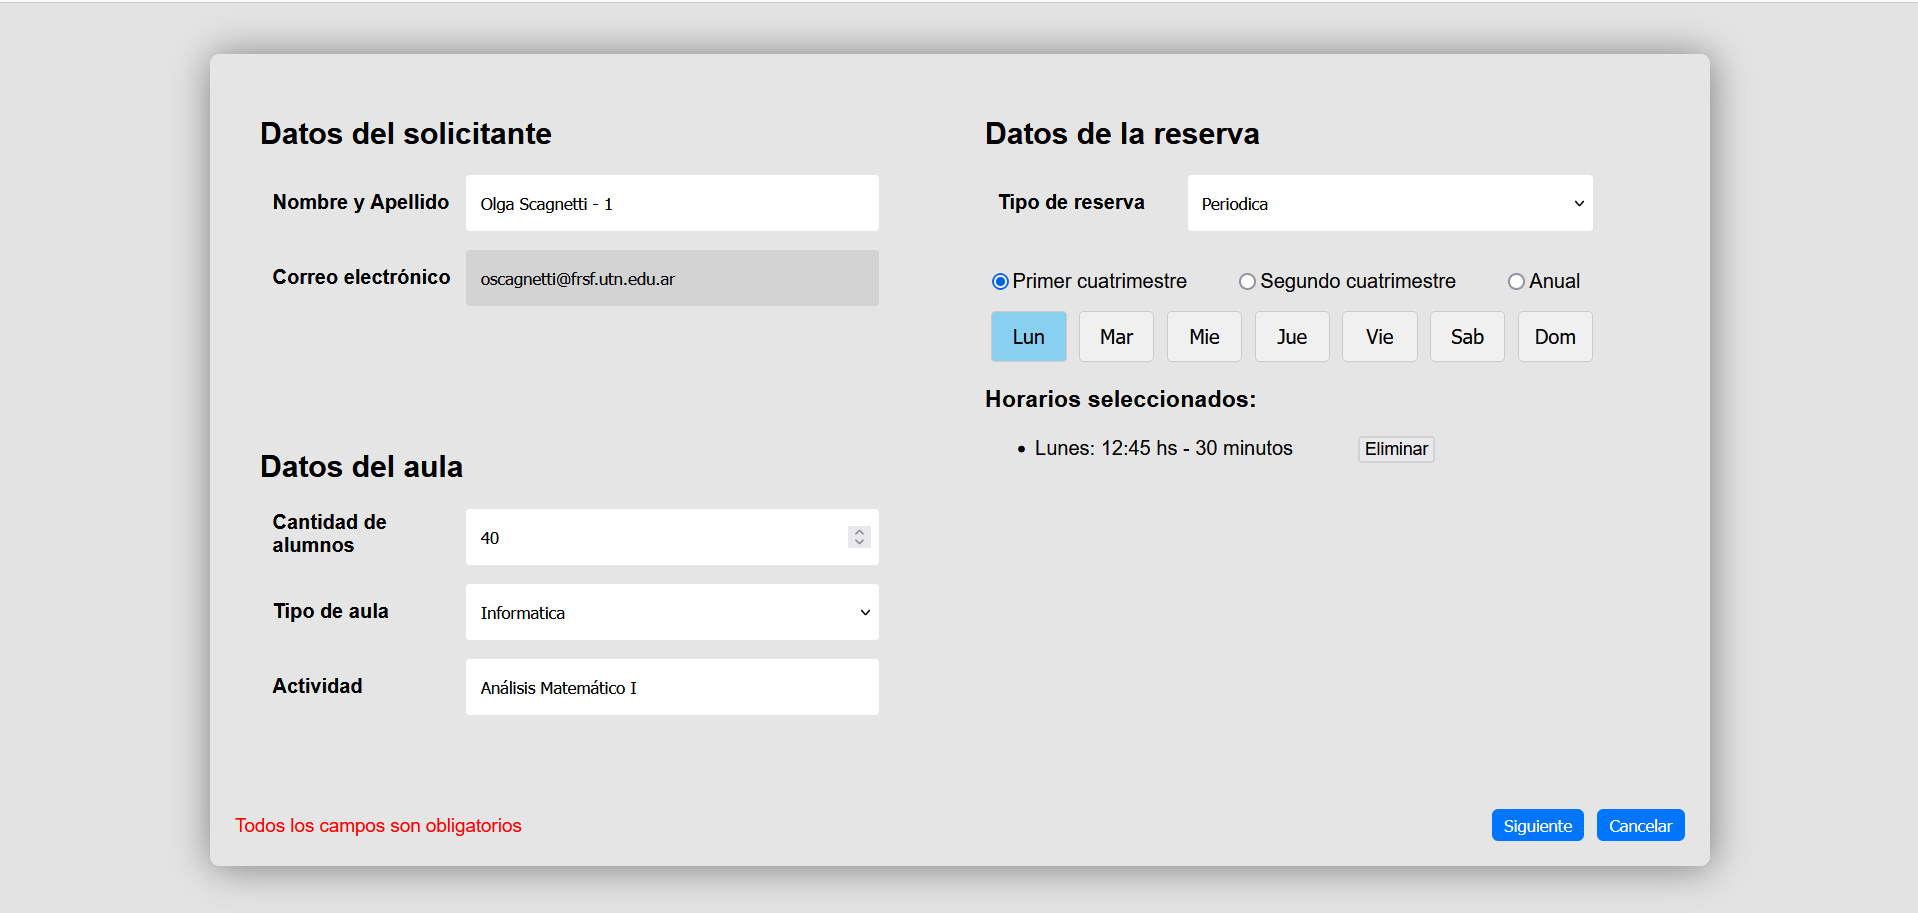 Datos del solicitante
Nombre y Apellido
Olga Scagnetti - 1
Correo electrónico
oscagnetti@frsf.utn.edu.ar
Datos del aula
Cantidad de
alumnos
40
Tipo de aula
Informatica
Actividad
Análisis Matemático I
Datos de la reserva
Tipo de reserva
Periodica
Primer cuatrimestre Segundo cuatrimestre Anual
Lun Mar Mie Jue Vie Sab Dom
Horarios seleccionados:
• Lunes: 12:45 hs - 30 minutos Eliminar
Todos los campos son obligatorios
Siguiente Cancelar